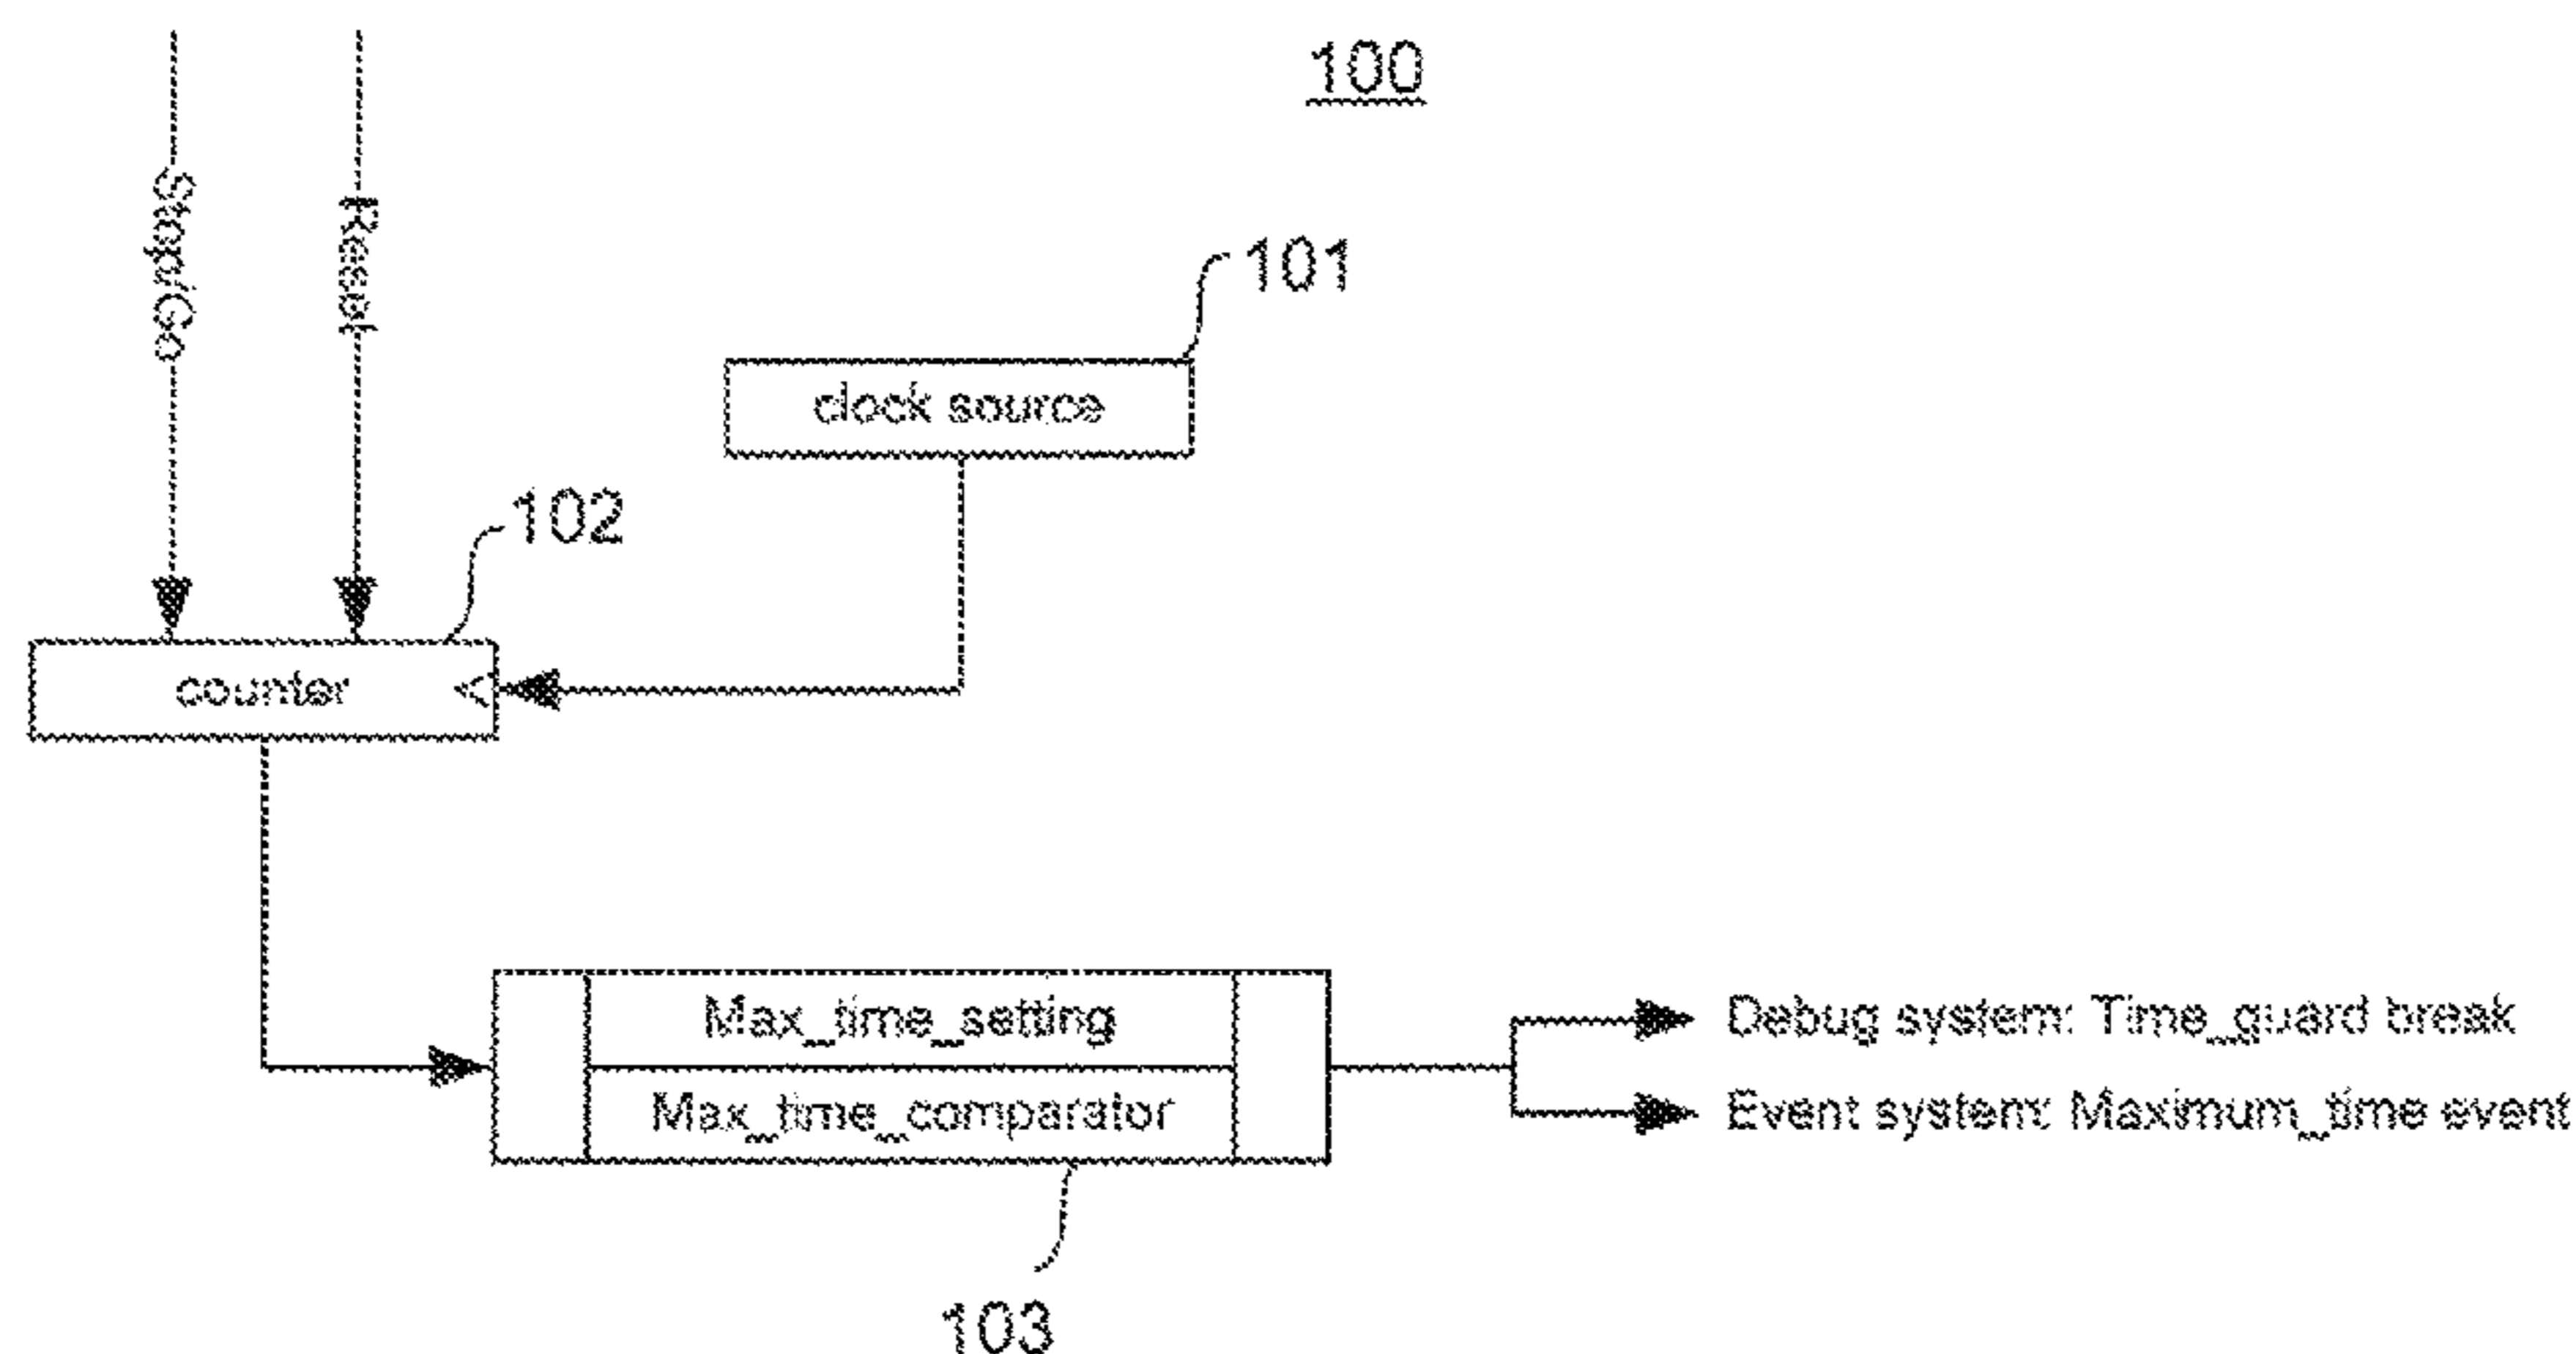 100
Stop/Go
Reset
101
clock source
102
counter
Max_time_setting
Max_time_comparator
Debug system: Time_guard break
Event system: Maximum_time event
103